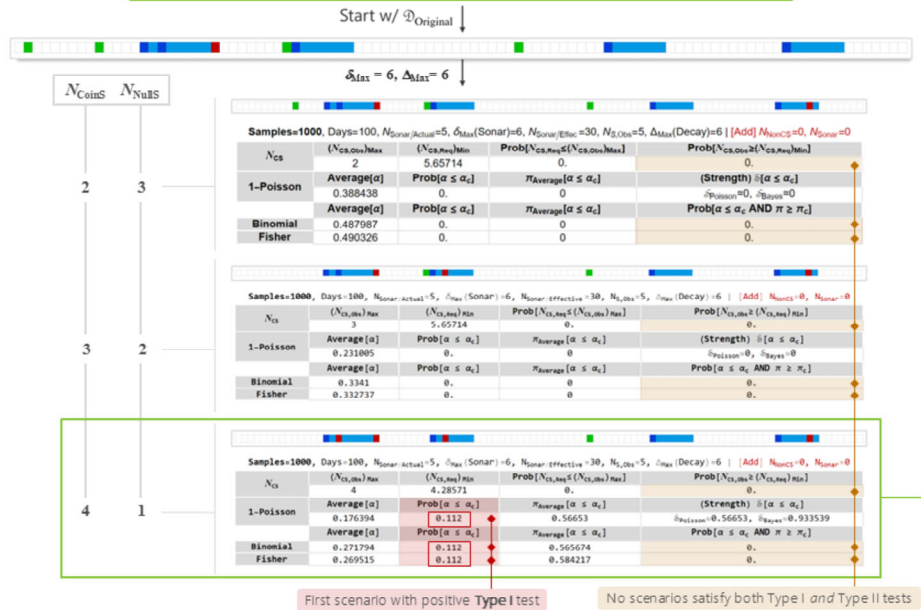 Start w/ 𝒟Original
δMax = 6, ΔMax= 6
NCoinS NNullS
Samples=1000, Days=100, NSonar/Actual=5, δMax(Sonar)=6, NSonar/Effec=30, NS,Obs=5, ΔMax(Decay)=6 | [Add] NNonCS=0, NSonar=0
NCS (NCS,Obs)Max (NCS,Req)Min Prob[NCS,Req≤(NCS,Obs)Max] Prob[NCS,Obs≥(NCS,Req)Min]
2 5.65714 0. 0.
2 3
1-Poisson Average[α] Prob[α ≤ αc] πAverage[α ≤ αc] (Strength) 𝕊[α ≤ αc]
0.388438 0. 0 𝕊Poisson=0, 𝕊Bayes=0
Average[α] Prob[α ≤ αc] πAverage[α ≤ αc] Prob[α ≤ αc AND π ≥ πc]
Binomial 0.487987 0. 0 0.
Fisher 0.490326 0. 0 0.
Samples=1000, Days=100, NSonar/Actual=5, δMax(Sonar)=6, NSonar/Effective=30, NS,Obs=5, ΔMax(Decay)=6 | [Add] NNonCS=0, NSonar=0
NCS (NCS,Obs)Max (NCS,Req)Min Prob[NCS,Req≤(NCS,Obs)Max] Prob[NCS,Obs≥(NCS,Req)Min]
3 5.65714 0. 0.
3 2
1-Poisson Average[α] Prob[α ≤ αc] πAverage[α ≤ αc] (Strength) 𝕊[α ≤ αc]
0.231005 0. 0 𝕊Poisson=0, 𝕊Bayes=0
Average[α] Prob[α ≤ αc] πAverage[α ≤ αc] Prob[α ≤ αc AND π ≥ πc]
Binomial 0.3341 0. 0 0.
Fisher 0.332737 0. 0 0.
Samples=1000, Days=100, NSonar/Actual=5, δMax(Sonar)=6, NSonar/Effective=30, NS,Obs=5, ΔMax(Decay)=6 | [Add] NNonCS=0, NSonar=0
NCS (NCS,Obs)Max (NCS,Req)Min Prob[NCS,Req≤(NCS,Obs)Max] Prob[NCS,Obs≥(NCS,Req)Min]
4 4.28571 0. 0.
4 1
1-Poisson Average[α] Prob[α ≤ αc] πAverage[α ≤ αc] (Strength) 𝕊[α ≤ αc]
0.176394 0.112 0.56653 𝕊Poisson=0.56653, 𝕊Bayes=0.933539
Average[α] Prob[α ≤ αc] πAverage[α ≤ αc] Prob[α ≤ αc AND π ≥ πc]
Binomial 0.271794 0.112 0.565674 0.
Fisher 0.269515 0.112 0.584217 0.
First scenario with positive Type I test
No scenarios satisfy both Type I and Type II tests